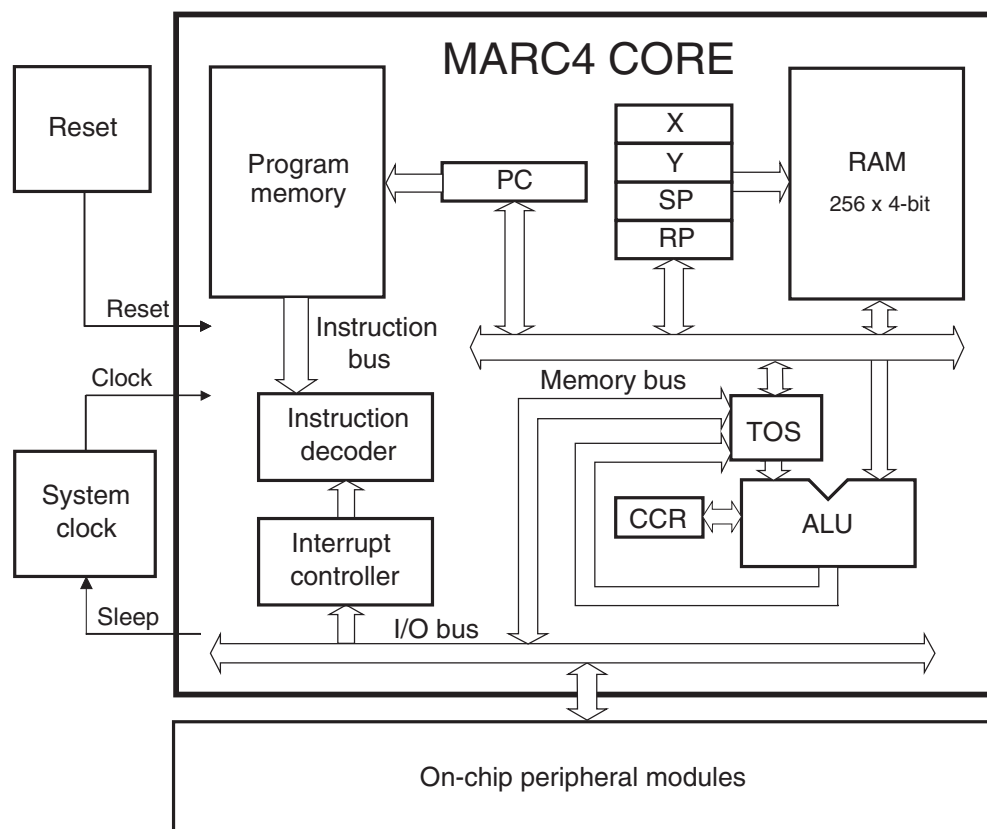 MARC4 CORE
Reset
Program
memory
PC
X
Y
SP
RP
RAM
256 x 4-bit
Reset
Instruction
bus
Clock
Memory bus
Instruction
decoder
TOS
System
clock
CCR
ALU
Interrupt
controller
Sleep
I/O bus
On-chip peripheral modules